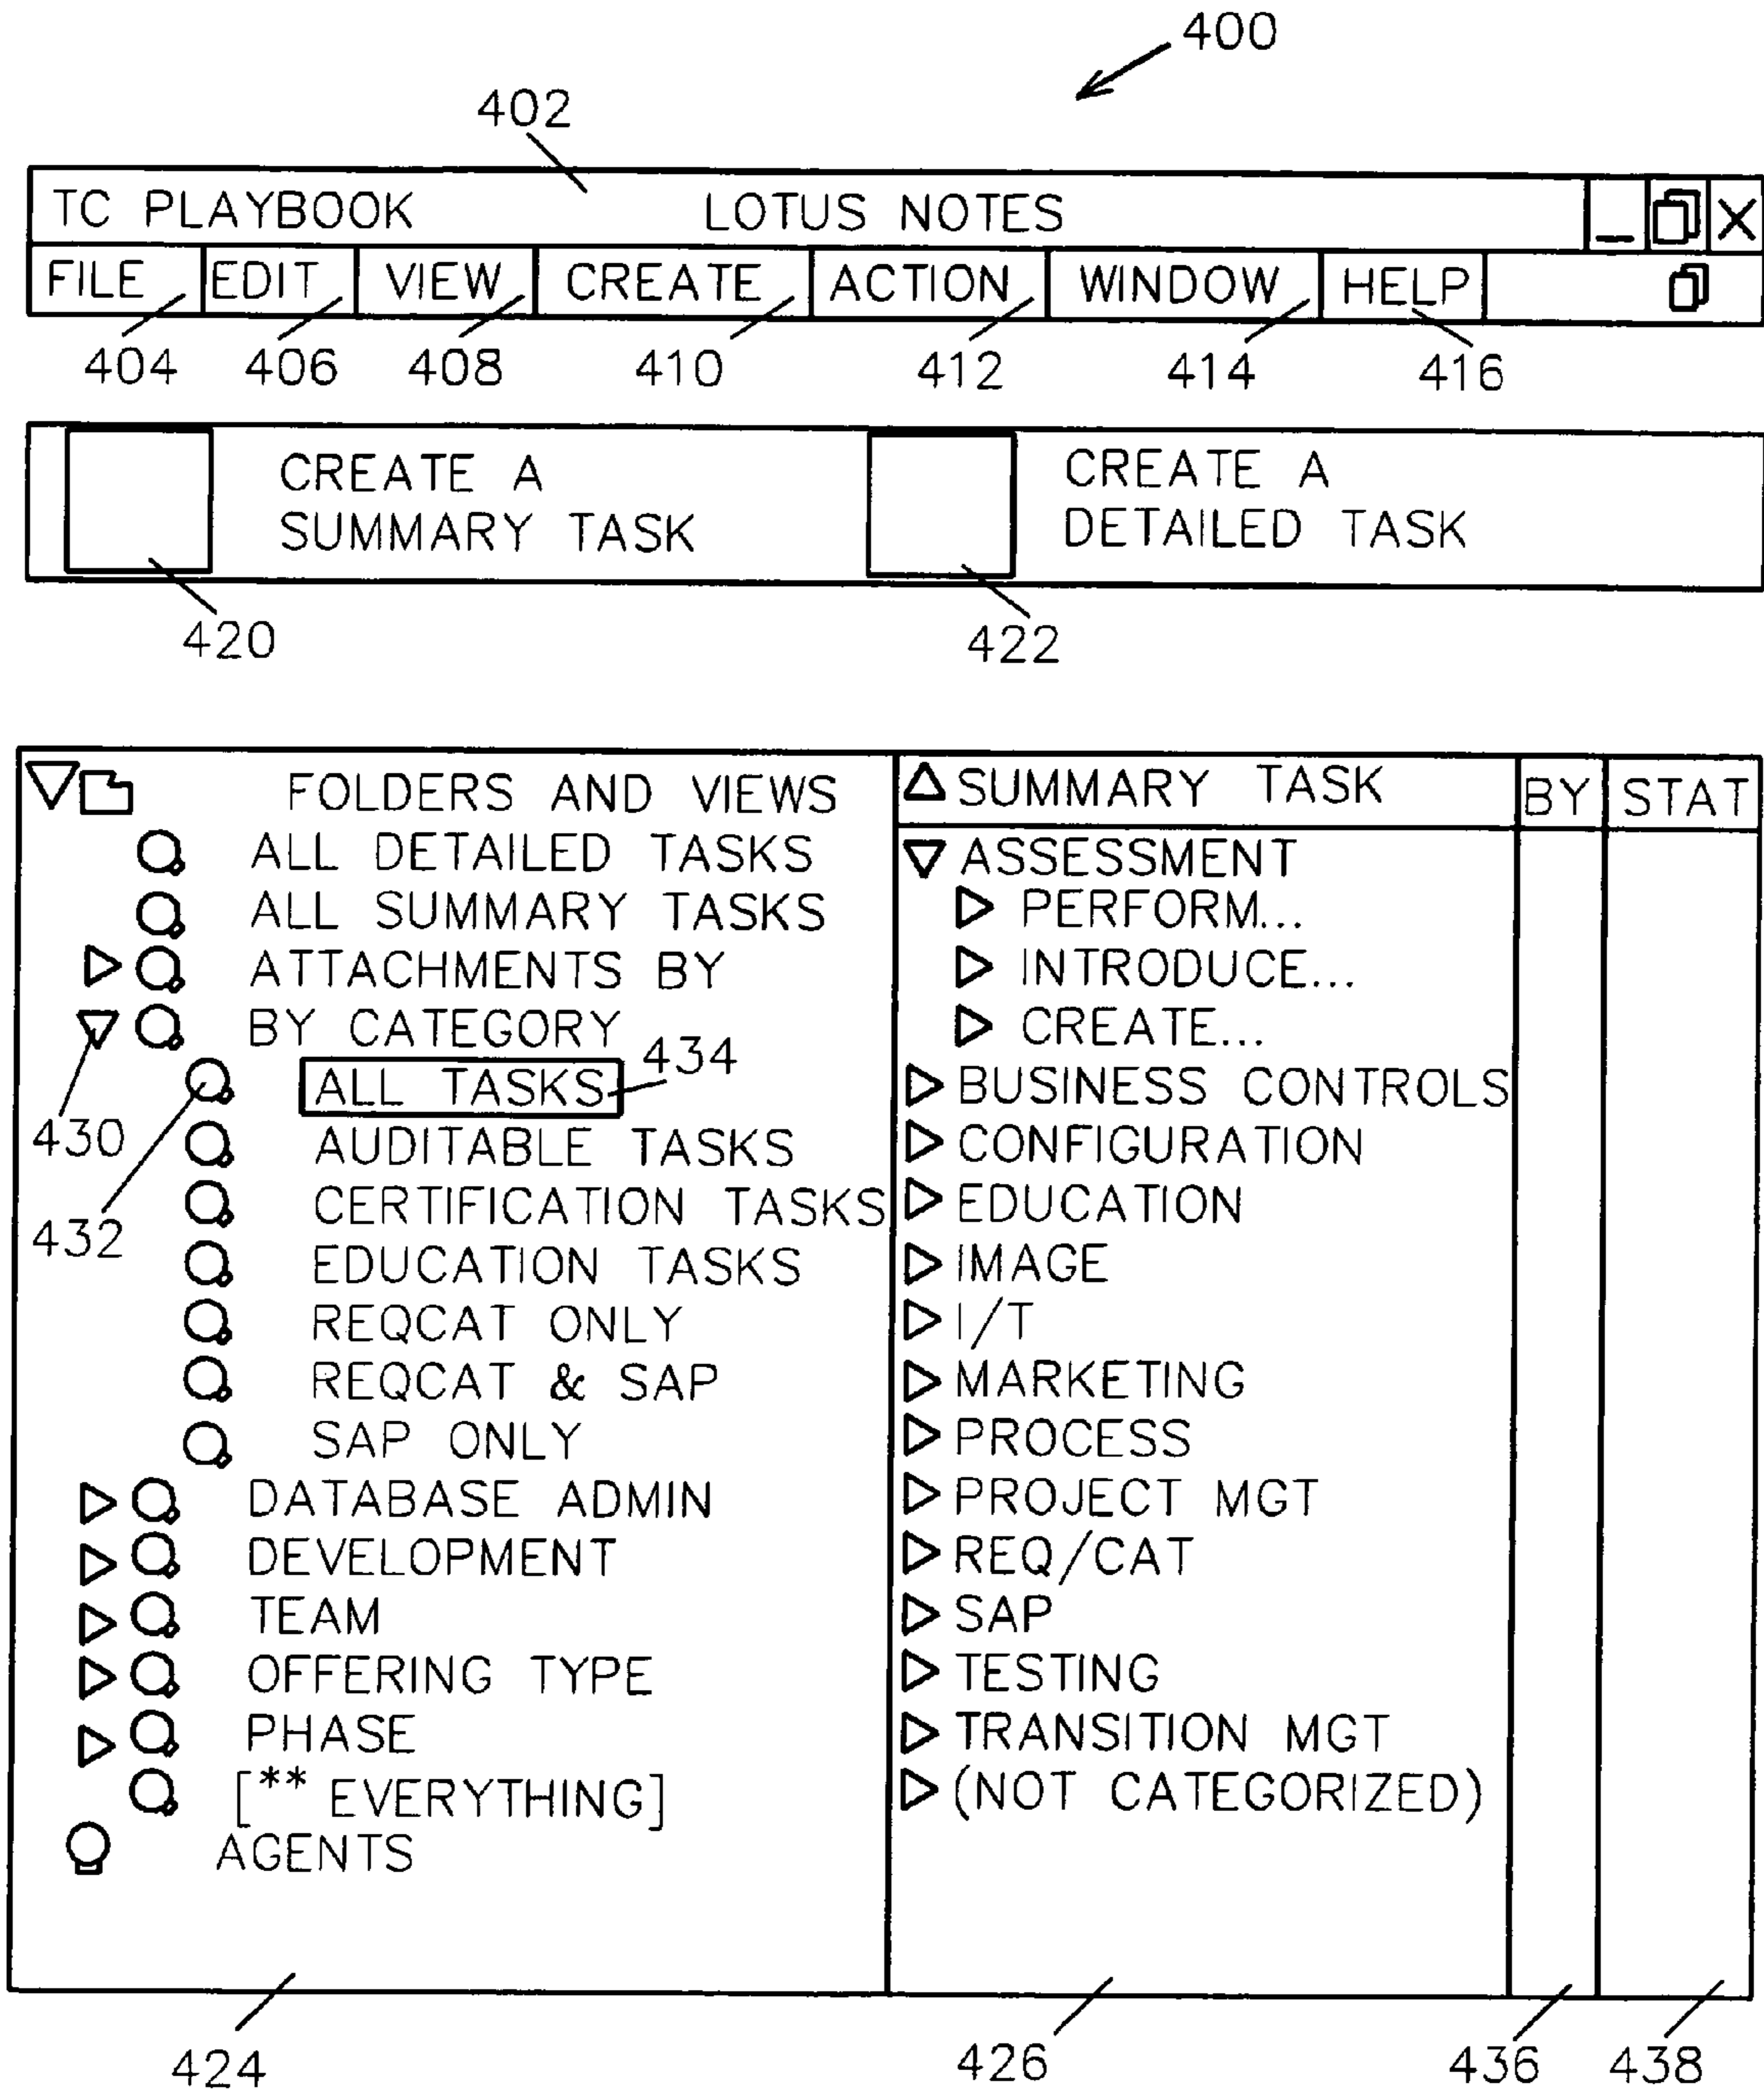 400
402
TC PLAYBOOK LOTUS NOTES
FILE EDIT VIEW CREATE ACTION WINDOW HELP
404 406 408 410 412 414 416
CREATE A
SUMMARY TASK
CREATE A
DETAILED TASK
420 422
FOLDERS AND VIEWS
ALL DETAILED TASKS
ALL SUMMARY TASKS
ATTACHMENTS BY
BY CATEGORY
ALL TASKS 434
430
AUDITABLE TASKS
CERTIFICATION TASKS
432
EDUCATION TASKS
REQCAT ONLY
REQCAT & SAP
SAP ONLY
DATABASE ADMIN
DEVELOPMENT
TEAM
OFFERING TYPE
PHASE
[** EVERYTHING]
AGENTS
SUMMARY TASK BY STAT
ASSESSMENT
PERFORM...
INTRODUCE...
CREATE...
BUSINESS CONTROLS
CONFIGURATION
EDUCATION
IMAGE
I/T
MARKETING
PROCESS
PROJECT MGT
REQ/CAT
SAP
TESTING
TRANSITION MGT
(NOT CATEGORIZED)
424 426 436 438